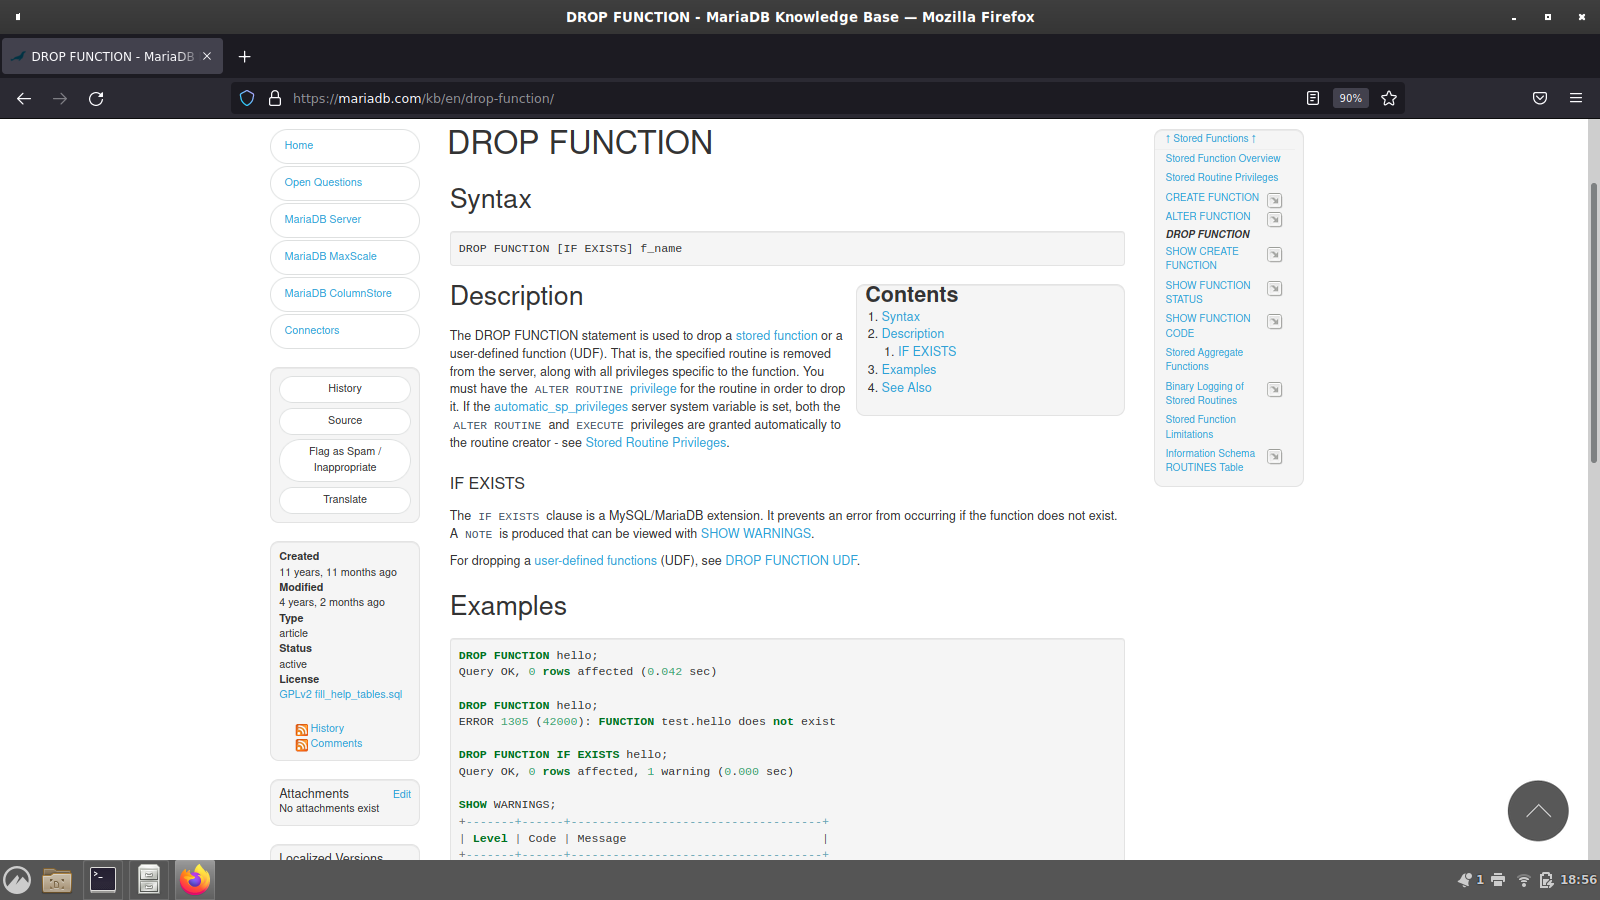 DROP FUNCTION - MariaDB Knowledge Base — Mozilla Firefox
DROP FUNCTION - MariaDB
https://mariadb.com/kb/en/drop-function/
90%
Home
Open Questions
MariaDB Server
MariaDB MaxScale
MariaDB ColumnStore
Connectors
History
Source
Flag as Spam /
Inappropriate
Translate
Created
11 years, 11 months ago
Modified
4 years, 2 months ago
Type
article
Status
active
License
GPLv2 fill_help_tables.sql
History
Comments
Attachments Edit
No attachments exist
Localized Versions
DROP FUNCTION
Syntax
DROP FUNCTION [IF EXISTS] f_name
Description
The DROP FUNCTION statement is used to drop a stored function or a
user-defined function (UDF). That is, the specified routine is removed
from the server, along with all privileges specific to the function. You
must have the ALTER ROUTINE privilege for the routine in order to drop
it. If the automatic_sp_privileges server system variable is set, both the
ALTER ROUTINE and EXECUTE privileges are granted automatically to
the routine creator - see Stored Routine Privileges.
Contents
1. Syntax
2. Description
1. IF EXISTS
3. Examples
4. See Also
IF EXISTS
The IF EXISTS clause is a MySQL/MariaDB extension. It prevents an error from occurring if the function does not exist.
A NOTE is produced that can be viewed with SHOW WARNINGS.
For dropping a user-defined functions (UDF), see DROP FUNCTION UDF.
Examples
DROP FUNCTION hello;
Query OK, 0 rows affected (0.042 sec)
DROP FUNCTION hello;
ERROR 1305 (42000): FUNCTION test.hello does not exist
DROP FUNCTION IF EXISTS hello;
Query OK, 0 rows affected, 1 warning (0.000 sec)
SHOW WARNINGS;
+-------+------+------------------------------------+
| Level | Code | Message                            |
+-------+------+------------------------------------+
↑ Stored Functions ↑
Stored Function Overview
Stored Routine Privileges
CREATE FUNCTION
ALTER FUNCTION
DROP FUNCTION
SHOW CREATE
FUNCTION
SHOW FUNCTION
STATUS
SHOW FUNCTION
CODE
Stored Aggregate
Functions
Binary Logging of
Stored Routines
Stored Function
Limitations
Information Schema
ROUTINES Table
1
18:56